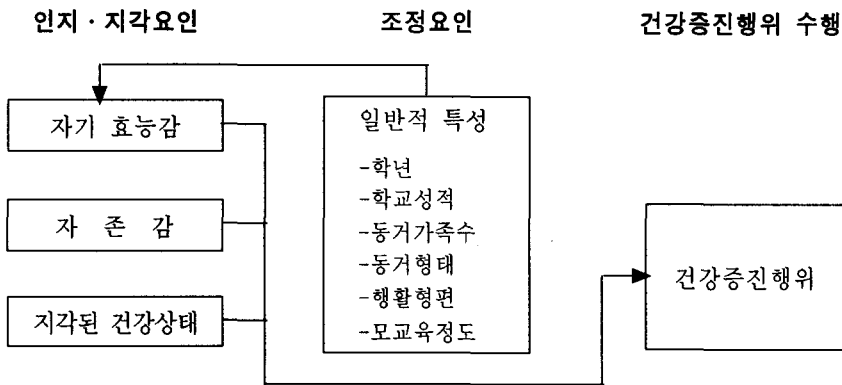 인지 · 지각요인
조정요인
건강증진행위 수행
자기 효능감
자 존 감
지각된 건강상태
일반적 특성
-학년
-학교성적
-동거가족수
-동거형태
-행활형편
-모교육정도
건강증진행위